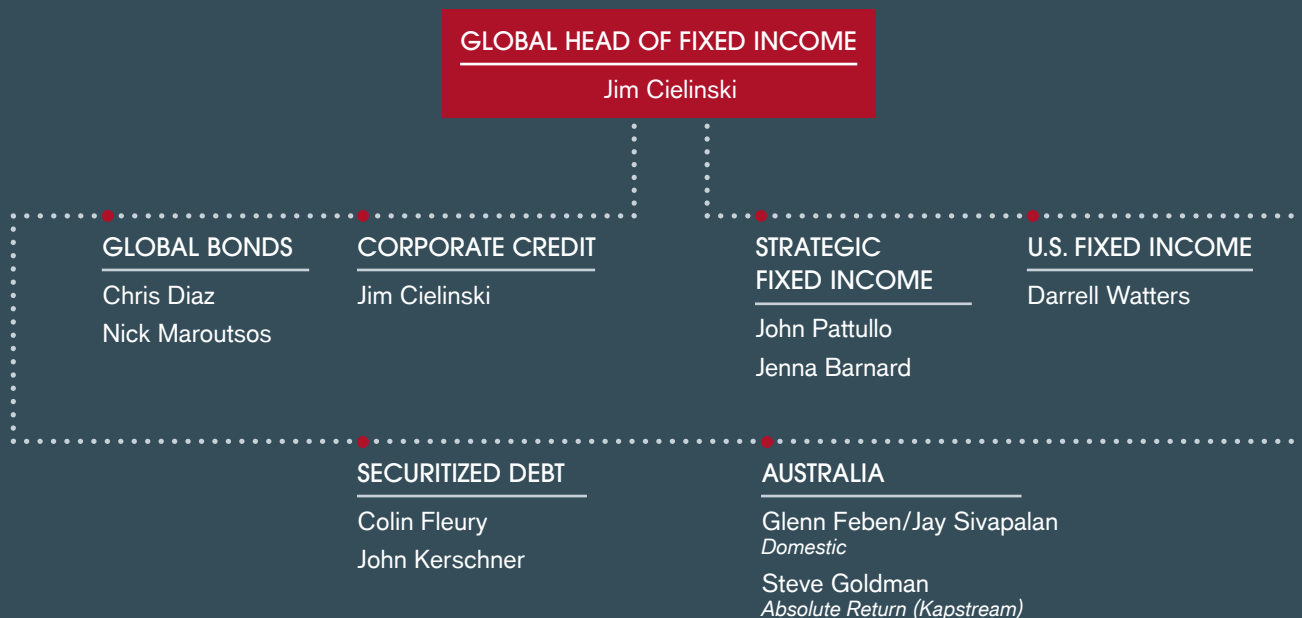 GLOBAL HEAD OF FIXED INCOME
Jim Cielinski
GLOBAL BONDS
Chris Diaz
Nick Maroutsos
CORPORATE CREDIT
Jim Cielinski
STRATEGIC
FIXED INCOME
John Pattullo
Jenna Barnard
U.S. FIXED INCOME
Darrell Watters
SECURITIZED DEBT
Colin Fleury
John Kerschner
AUSTRALIA
Glenn Feben/Jay Sivapalan
Domestic
Steve Goldman
Absolute Return (Kapstream)